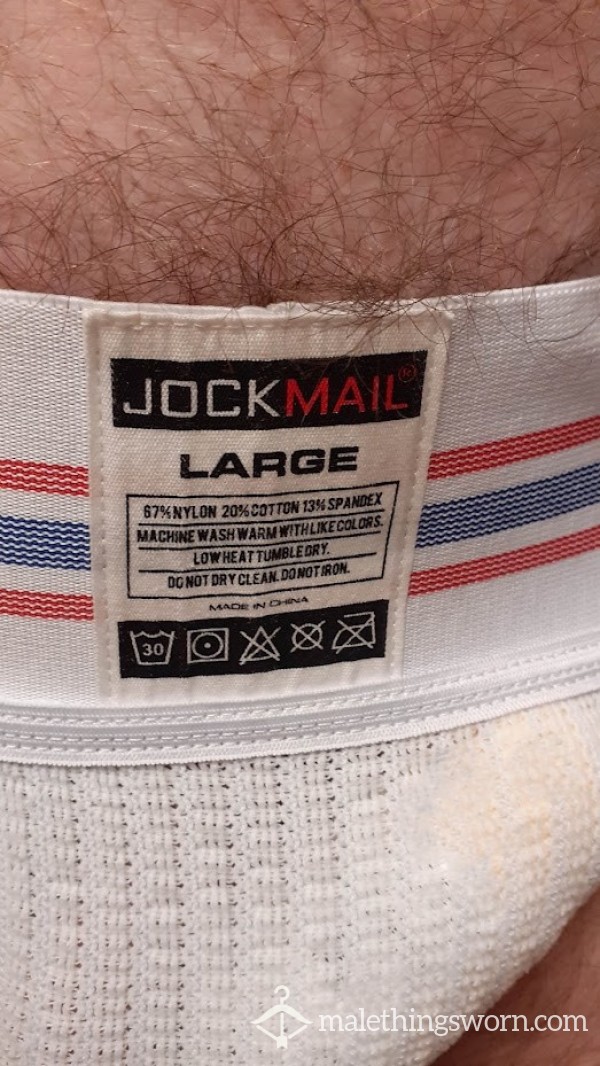 JOCKMAIL
LARGE
67% NYLON 20% COTTON 13% SPANDEX
MACHINE WASH WARM WITH LIKE COLORS.
LOW HEAT TUMBLE DRY.
DO NOT DRY CLEAN. DO NOT IRON.
MADE IN CHINA
30
malethingsworn.com